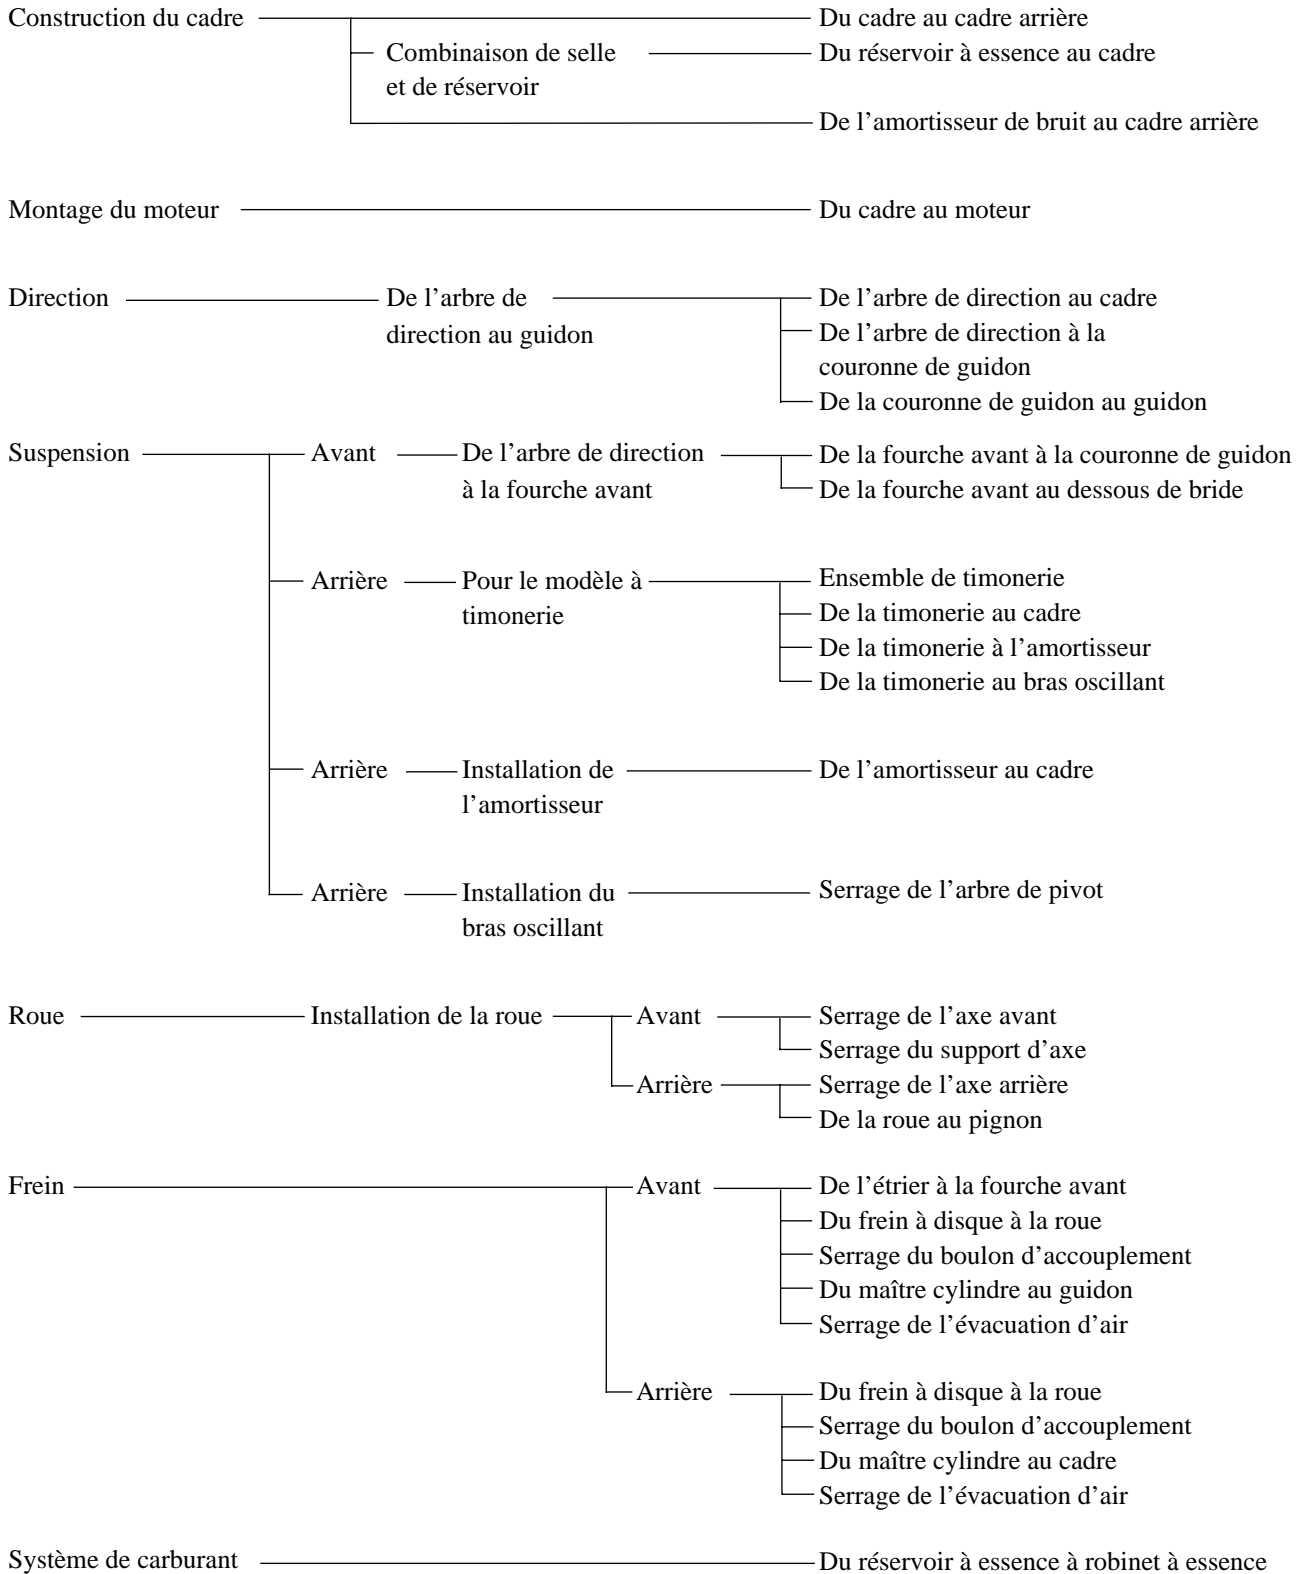 Construction du cadre
Du cadre au cadre arrière
Combinaison de selle
et de réservoir
Du réservoir à essence au cadre
De l’amortisseur de bruit au cadre arrière
Montage du moteur
Du cadre au moteur
Direction
De l’arbre de
direction au guidon
De l’arbre de direction au cadre
De l’arbre de direction à la
couronne de guidon
De la couronne de guidon au guidon
Suspension
Avant
De l’arbre de direction
à la fourche avant
De la fourche avant à la couronne de guidon
De la fourche avant au dessous de bride
Arrière
Pour le modèle à
timonerie
Ensemble de timonerie
De la timonerie au cadre
De la timonerie à l’amortisseur
De la timonerie au bras oscillant
Arrière
Installation de
l’amortisseur
De l’amortisseur au cadre
Arrière
Installation du
bras oscillant
Serrage de l’arbre de pivot
Roue
Installation de la roue
Avant
Serrage de l’axe avant
Serrage du support d’axe
Arrière
Serrage de l’axe arrière
De la roue au pignon
Frein
Avant
De l’étrier à la fourche avant
Du frein à disque à la roue
Serrage du boulon d’accouplement
Du maître cylindre au guidon
Serrage de l’évacuation d’air
Arrière
Du frein à disque à la roue
Serrage du boulon d’accouplement
Du maître cylindre au cadre
Serrage de l’évacuation d’air
Système de carburant
Du réservoir à essence à robinet à essence